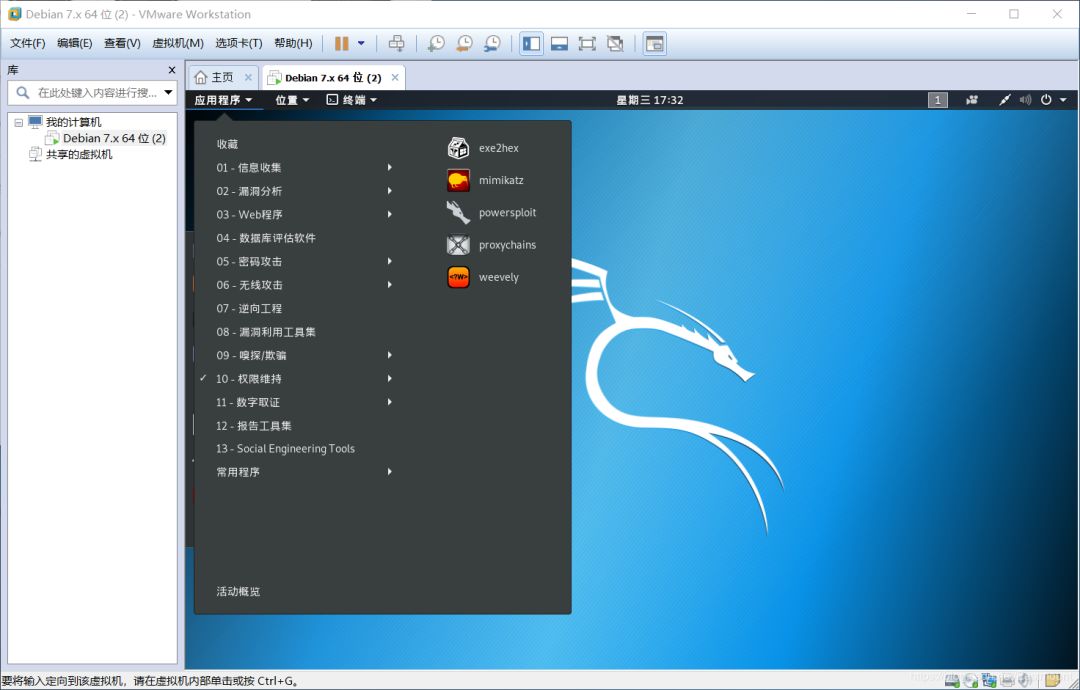 Debian 7.x 64 位 (2) - VMware Workstation
文件(F) 编辑(E) 查看(V) 虚拟机(M) 选项卡(T) 帮助(H)
库
在此处键入内容进行搜...
我的计算机
Debian 7.x 64 位 (2)
共享的虚拟机
主页 Debian 7.x 64 位 (2)
应用程序 位置 终端 星期三 17:32 1
收藏
01 - 信息收集
02 - 漏洞分析
03 - Web程序
04 - 数据库评估软件
05 - 密码攻击
06 - 无线攻击
07 - 逆向工程
08 - 漏洞利用工具集
09 - 嗅探/欺骗
10 - 权限维持
11 - 数字取证
12 - 报告工具集
13 - Social Engineering Tools
常用程序
活动概览
exe2hex
mimikatz
powersploit
proxychains
weevely
<?W>
要将输入定向到该虚拟机，请在虚拟机内部单击或按 Ctrl+G。